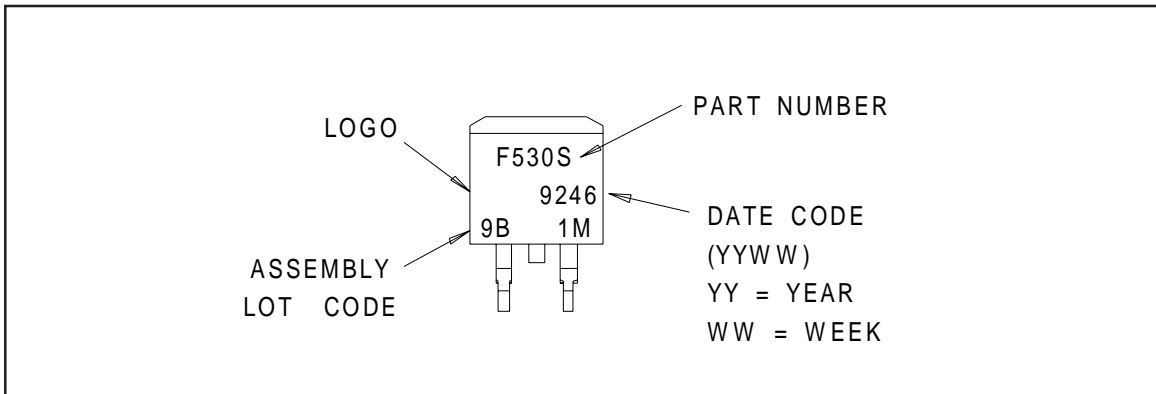 LOGO
PART NUMBER
F530S
9246
9B 1M
ASSEMBLY
LOT CODE
DATE CODE
(YYWW)
YY = YEAR
WW = WEEK